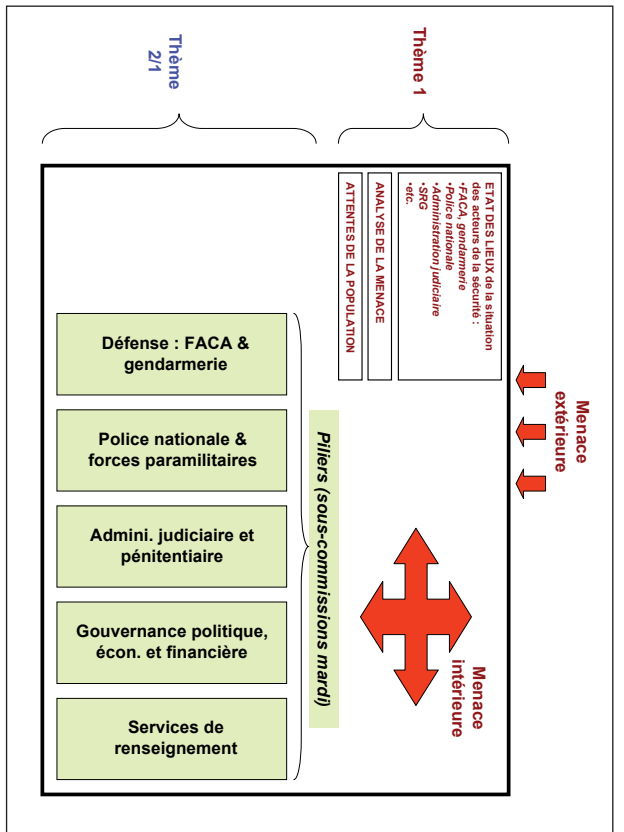 Menace
extérieure
Thème 1
ETAT DES LIEUX de la situation
des acteurs de la sécurité :
•FACA, gendarmerie
•Police nationale
•Administration judiciaire
•SRG
•etc.
ANALYSE DE LA MENACE
ATTENTES DE LA POPULATION
Menace
intérieure
Thème
2/1
Piliers (sous-commissions mardi)
Défense : FACA &
gendarmerie
Police nationale &
forces paramilitaires
Admini. judiciaire et
pénitentiaire
Gouvernance politique,
écon. et financière
Services de
renseignement